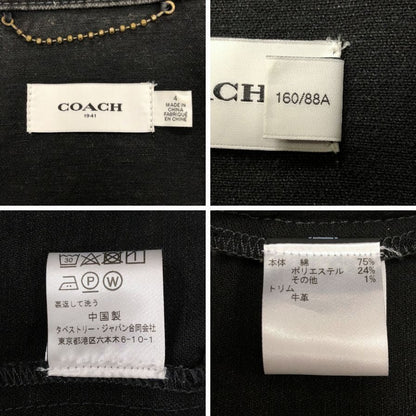 COACH
1941
4
MADE IN
CHINA
FABRIQUÉ
EN CHINE
CH
160/88A
30
P W
裏返して洗う
中国製
タペストリー・ジャパン合同会社
東京都港区六本木6-10-1
本体 綿 75%
ポリエステル 24%
その他 1%
トリム
牛革